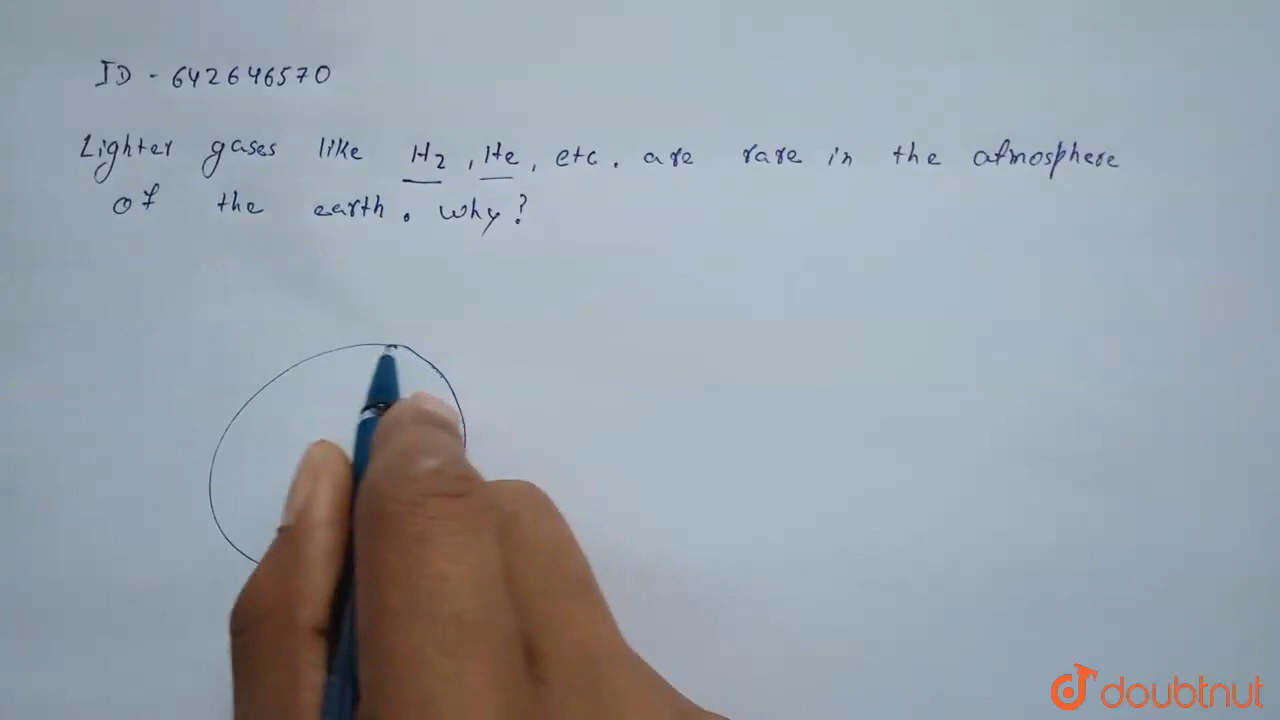 ID - 642646570
Lighter gases like H2, He, etc. are rare in the atmosphere
of the earth. Why?
doubtnut